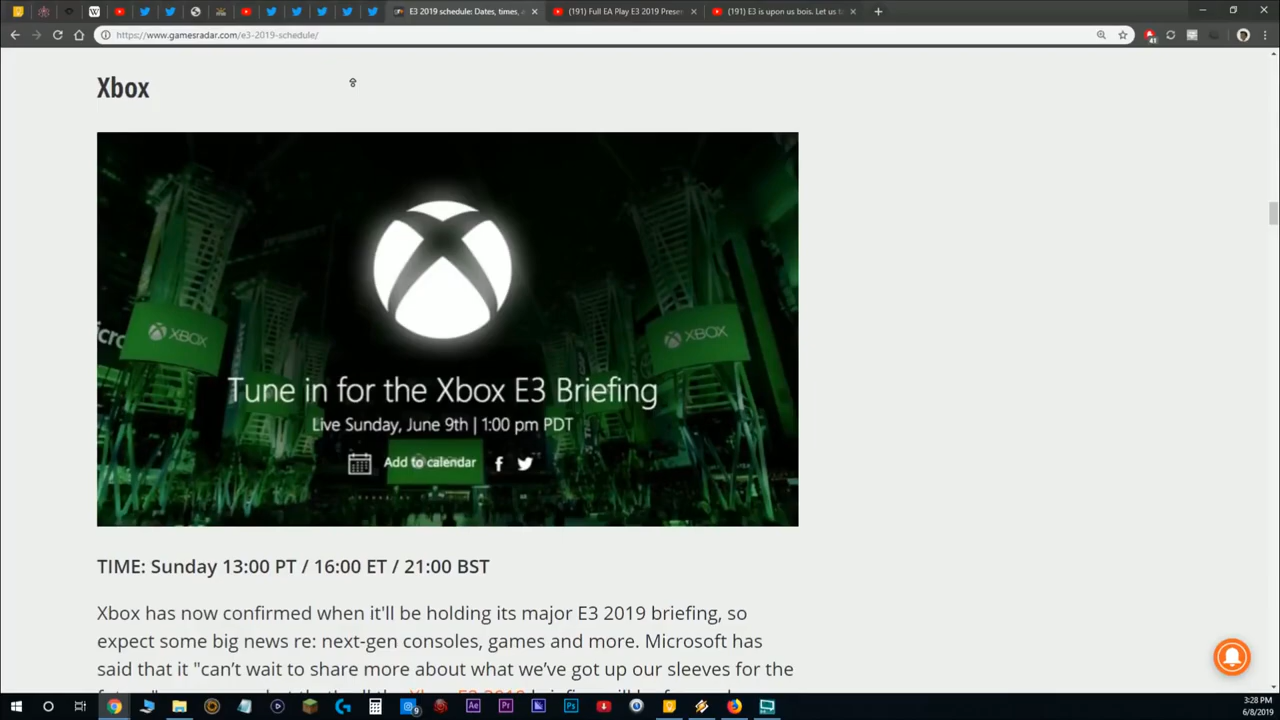 E3 2019 schedule: Dates, times,
(191) Full EA Play E3 2019 Prese
(191) E3 is upon us bois. Let us t
https://www.gamesradar.com/e3-2019-schedule/
41
Xbox
XBOX
XBOX
Tune in for the Xbox E3 Briefing
Live Sunday, June 9th | 1:00 pm PDT
Add to calendar
TIME: Sunday 13:00 PT / 16:00 ET / 21:00 BST
Xbox has now confirmed when it'll be holding its major E3 2019 briefing, so
expect some big news re: next-gen consoles, games and more. Microsoft has
said that it "can't wait to share more about what we've got up our sleeves for the
3:28 PM
6/8/2019